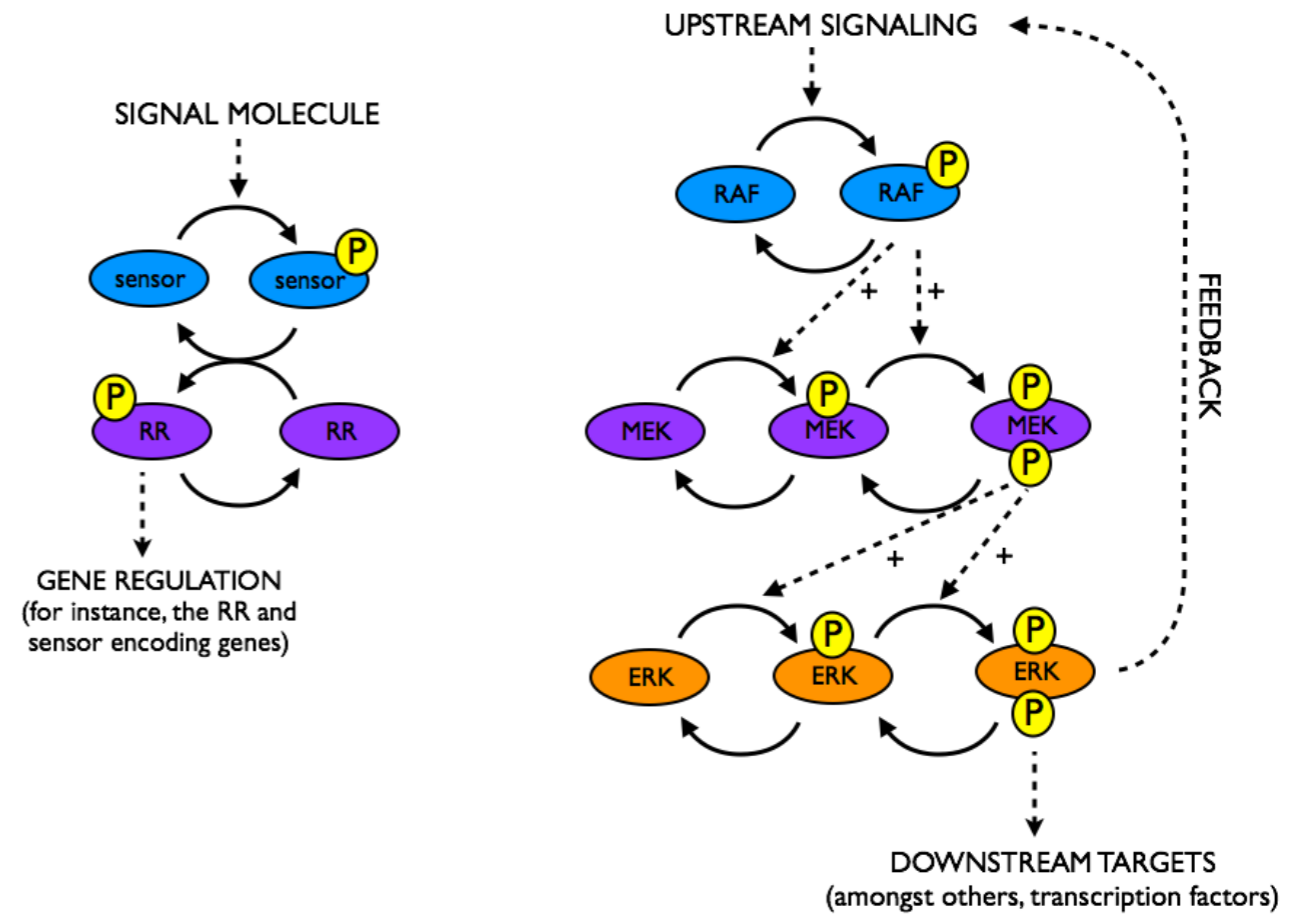 SIGNAL MOLECULE
sensor
sensor
P
P
RR
RR
GENE REGULATION
(for instance, the RR and
sensor encoding genes)
UPSTREAM SIGNALING
RAF
RAF
P
+
+
MEK
P
MEK
P
MEK
P
+
+
ERK
P
ERK
P
ERK
P
FEEDBACK
DOWNSTREAM TARGETS
(amongst others, transcription factors)